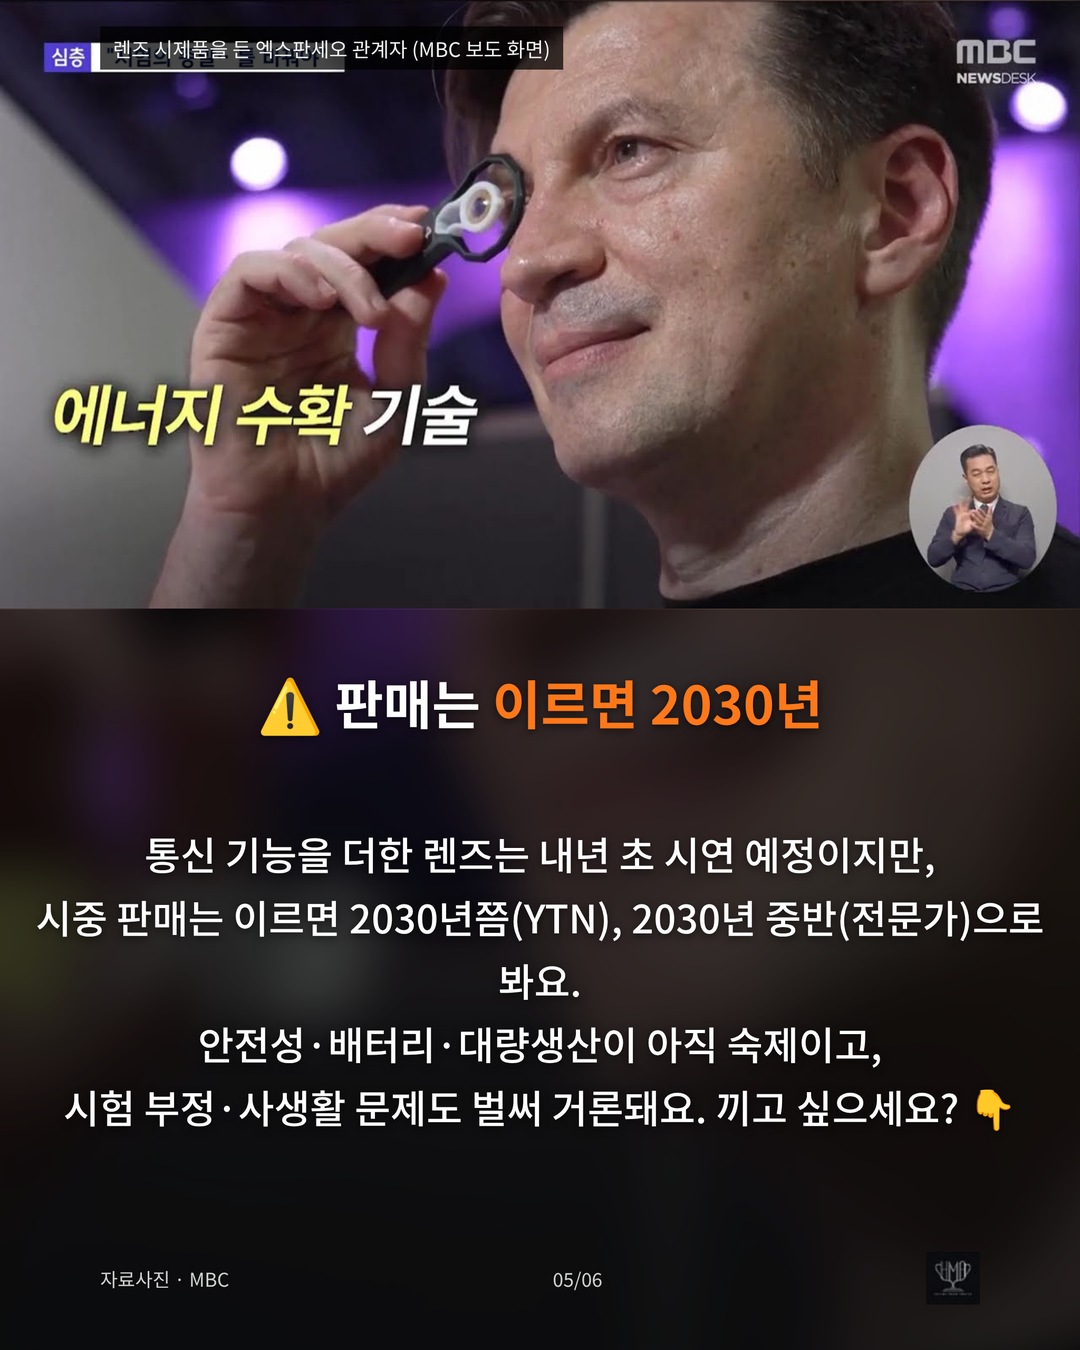 심층
렌즈 시제품을 든 엑스판세오 관계자 (MBC 보도 화면)
MBC
NEWSDESK
에너지 수확 기술
⚠️ 판매는 이르면 2030년
통신 기능을 더한 렌즈는 내년 초 시연 예정이지만,
시중 판매는 이르면 2030년쯤(YTN), 2030년 중반(전문가)으로
봐요.
안전성·배터리·대량생산이 아직 숙제이고,
시험 부정·사생활 문제도 벌써 거론돼요. 끼고 싶으세요? 👇
자료사진 · MBC
05/06